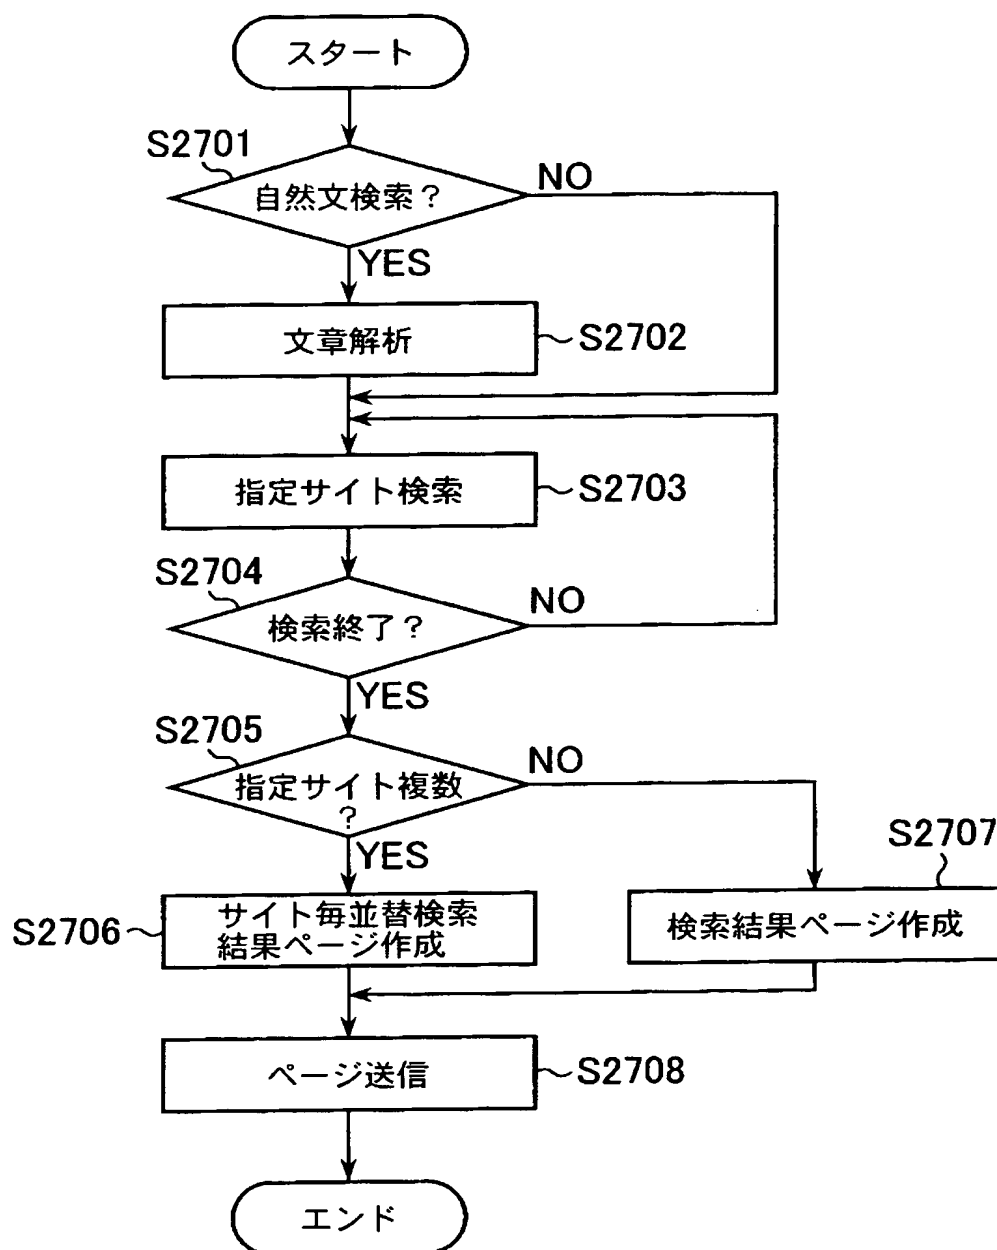 スタート
S2701
自然文検索?
NO
YES
文章解析
S2702
指定サイト検索
S2703
S2704
検索終了?
NO
YES
S2705
指定サイト複数
?
NO
YES
S2706
サイト毎並替検索
結果ページ作成
S2707
検索結果ページ作成
ページ送信
S2708
エンド